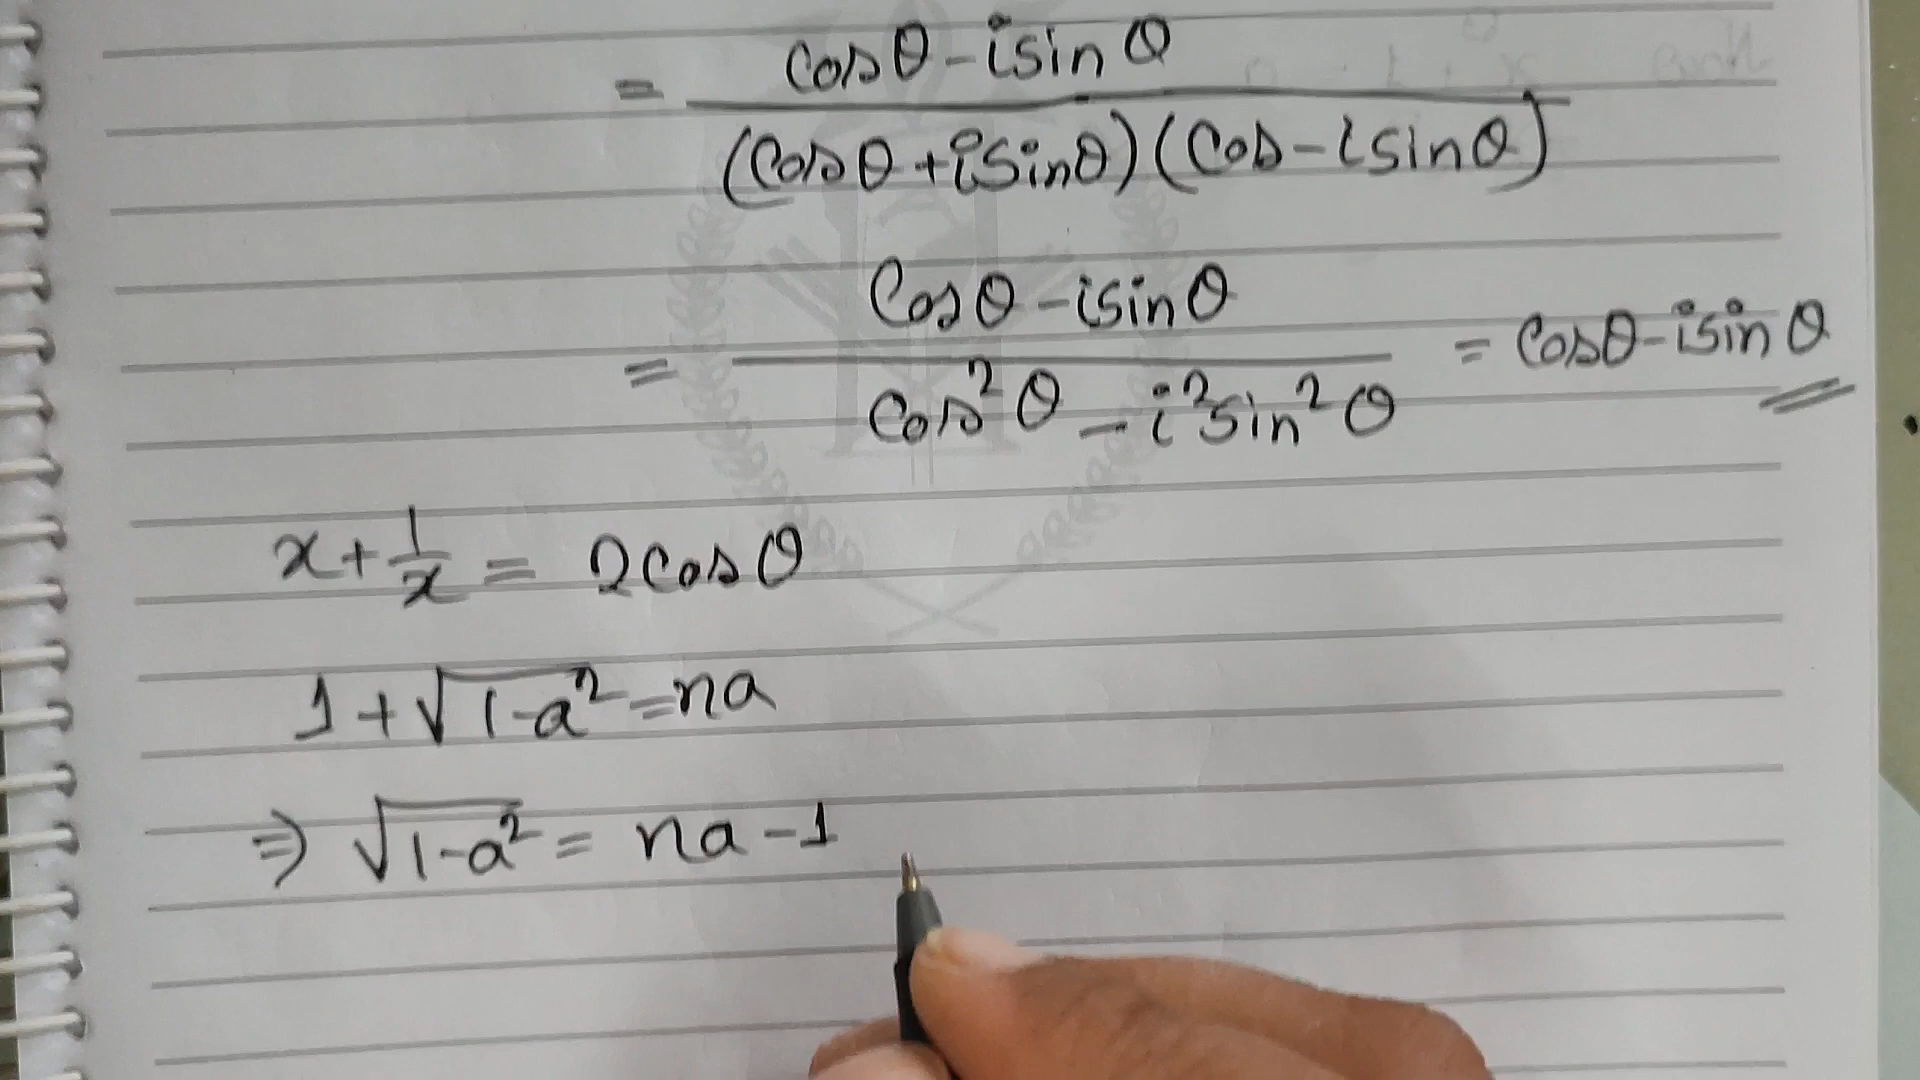 = cosθ - isinθ / (cosθ + isinθ)(cos - isinθ)
= cosθ - isinθ / cos²θ - i²sin²θ = cosθ - isinθ
x + 1/x = 2cosθ
1 + √1-a² = na
⇒ √1-a² = na - 1